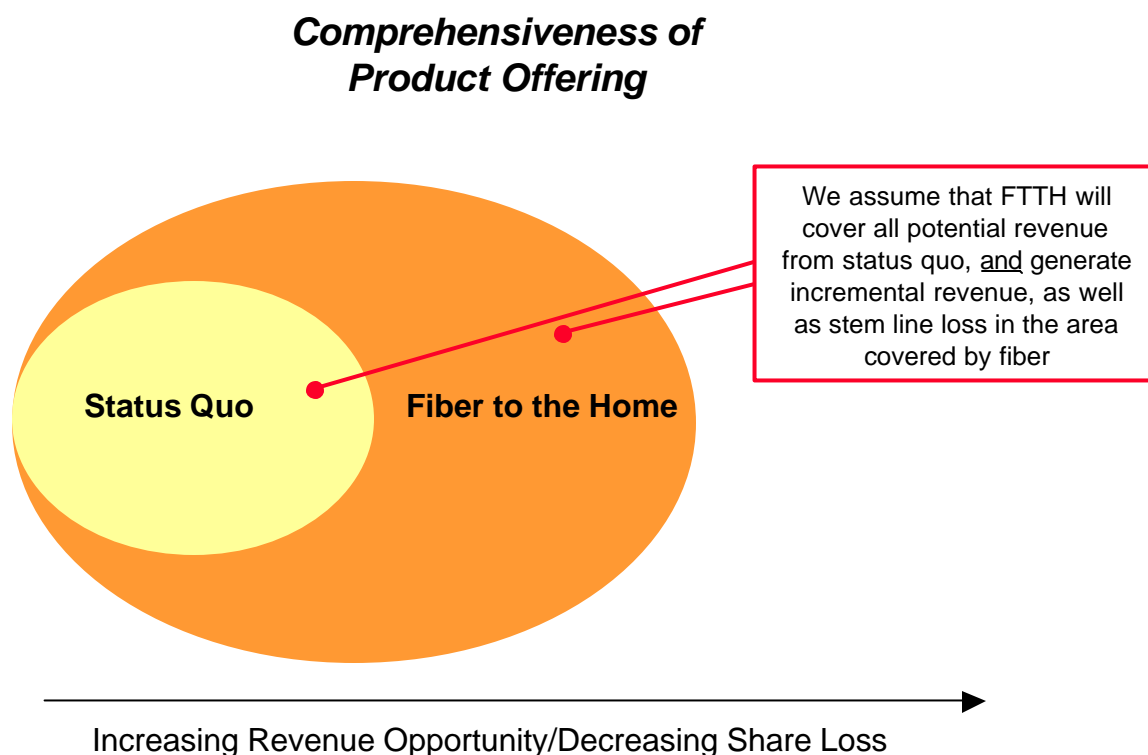 Comprehensiveness of
Product Offering
We assume that FTTH will
cover all potential revenue
from status quo, and generate
incremental revenue, as well
as stem line loss in the area
covered by fiber
Status Quo
Fiber to the Home
Increasing Revenue Opportunity/Decreasing Share Loss